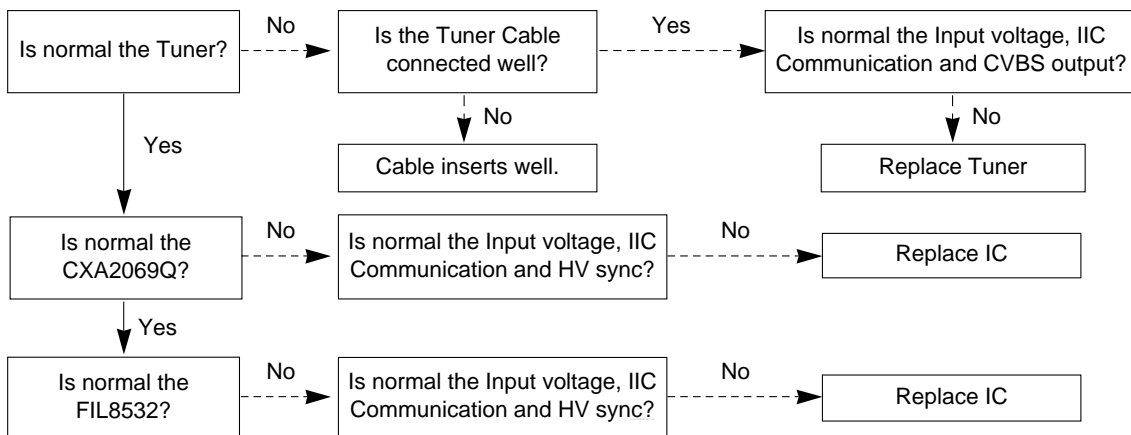 Is normal the Tuner?
No
Is the Tuner Cable
connected well?
Yes
Is normal the Input voltage, IIC
Communication and CVBS output?
Yes
No
No
Cable inserts well.
Replace Tuner
Is normal the
CXA2069Q?
No
Is normal the Input voltage, IIC
Communication and HV sync?
No
Replace IC
Yes
Is normal the
FIL8532?
No
Is normal the Input voltage, IIC
Communication and HV sync?
No
Replace IC